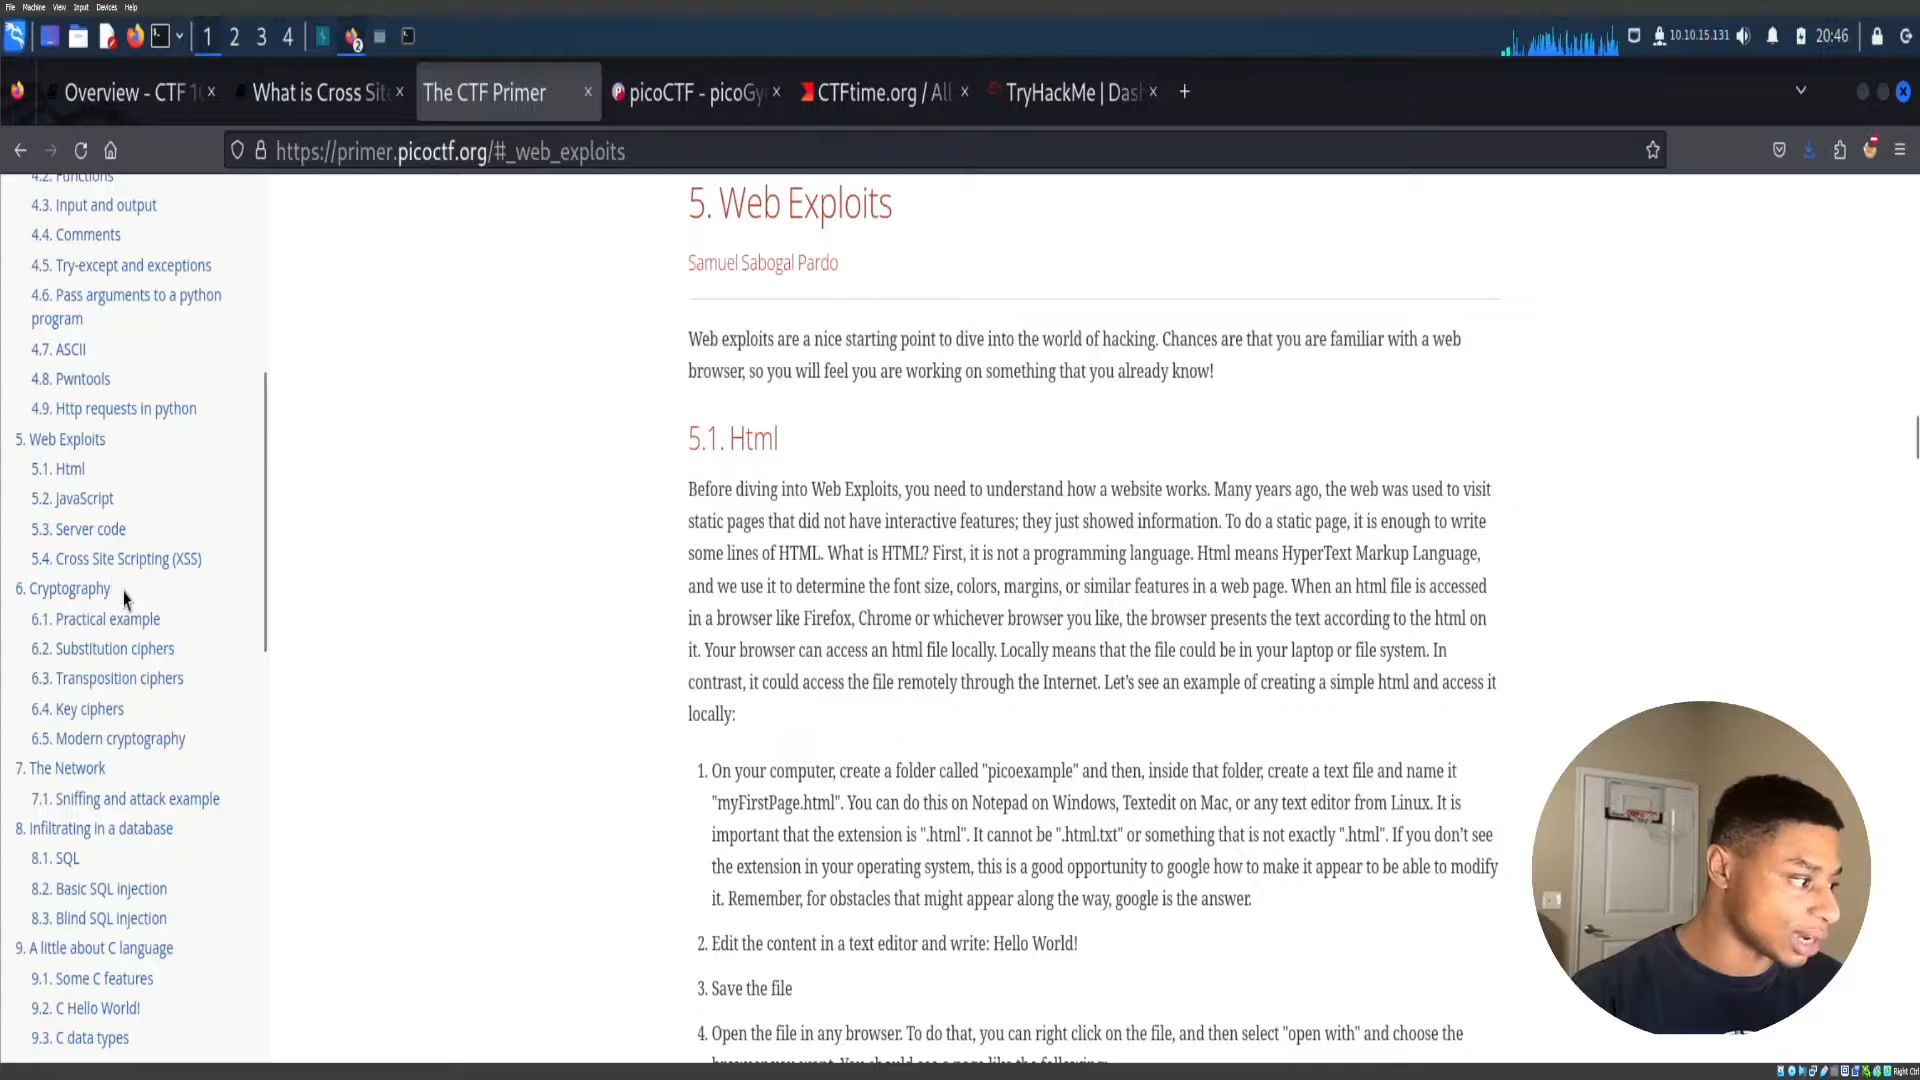 File Machine View Input Devices Help
1 2 3 4 2 10.10.15.131 20:46
Overview - CTF 1 × What is Cross Sit × The CTF Primer × picoCTF - picoGy × CTFtime.org / All × TryHackMe | Das × +
https://primer.picoctf.org/#_web_exploits
4.2. Functions
4.3. Input and output
4.4. Comments
4.5. Try-except and exceptions
4.6. Pass arguments to a python
program
4.7. ASCII
4.8. Pwntools
4.9. Http requests in python
5. Web Exploits
5.1. Html
5.2. JavaScript
5.3. Server code
5.4. Cross Site Scripting (XSS)
6. Cryptography
6.1. Practical example
6.2. Substitution ciphers
6.3. Transposition ciphers
6.4. Key ciphers
6.5. Modern cryptography
7. The Network
7.1. Sniffing and attack example
8. Infiltrating in a database
8.1. SQL
8.2. Basic SQL injection
8.3. Blind SQL injection
9. A little about C language
9.1. Some C features
9.2. C Hello World!
9.3. C data types
5. Web Exploits
Samuel Sabogal Pardo
Web exploits are a nice starting point to dive into the world of hacking. Chances are that you are familiar with a web
browser, so you will feel you are working on something that you already know!
5.1. Html
Before diving into Web Exploits, you need to understand how a website works. Many years ago, the web was used to visit
static pages that did not have interactive features; they just showed information. To do a static page, it is enough to write
some lines of HTML. What is HTML? First, it is not a programming language. Html means HyperText Markup Language,
and we use it to determine the font size, colors, margins, or similar features in a web page. When an html file is accessed
in a browser like Firefox, Chrome or whichever browser you like, the browser presents the text according to the html on
it. Your browser can access an html file locally. Locally means that the file could be in your laptop or file system. In
contrast, it could access the file remotely through the Internet. Let's see an example of creating a simple html and access it
locally:
1. On your computer, create a folder called "picoexample" and then, inside that folder, create a text file and name it
"myFirstPage.html". You can do this on Notepad on Windows, Textedit on Mac, or any text editor from Linux. It is
important that the extension is ".html". It cannot be ".html.txt" or something that is not exactly ".html". If you don't see
the extension in your operating system, this is a good opportunity to google how to make it appear to be able to modify
it. Remember, for obstacles that might appear along the way, google is the answer.
2. Edit the content in a text editor and write: Hello World!
3. Save the file
4. Open the file in any browser. To do that, you can right click on the file, and then select "open with" and choose the
browser you want. You should see a page like the following:
Right Ctrl